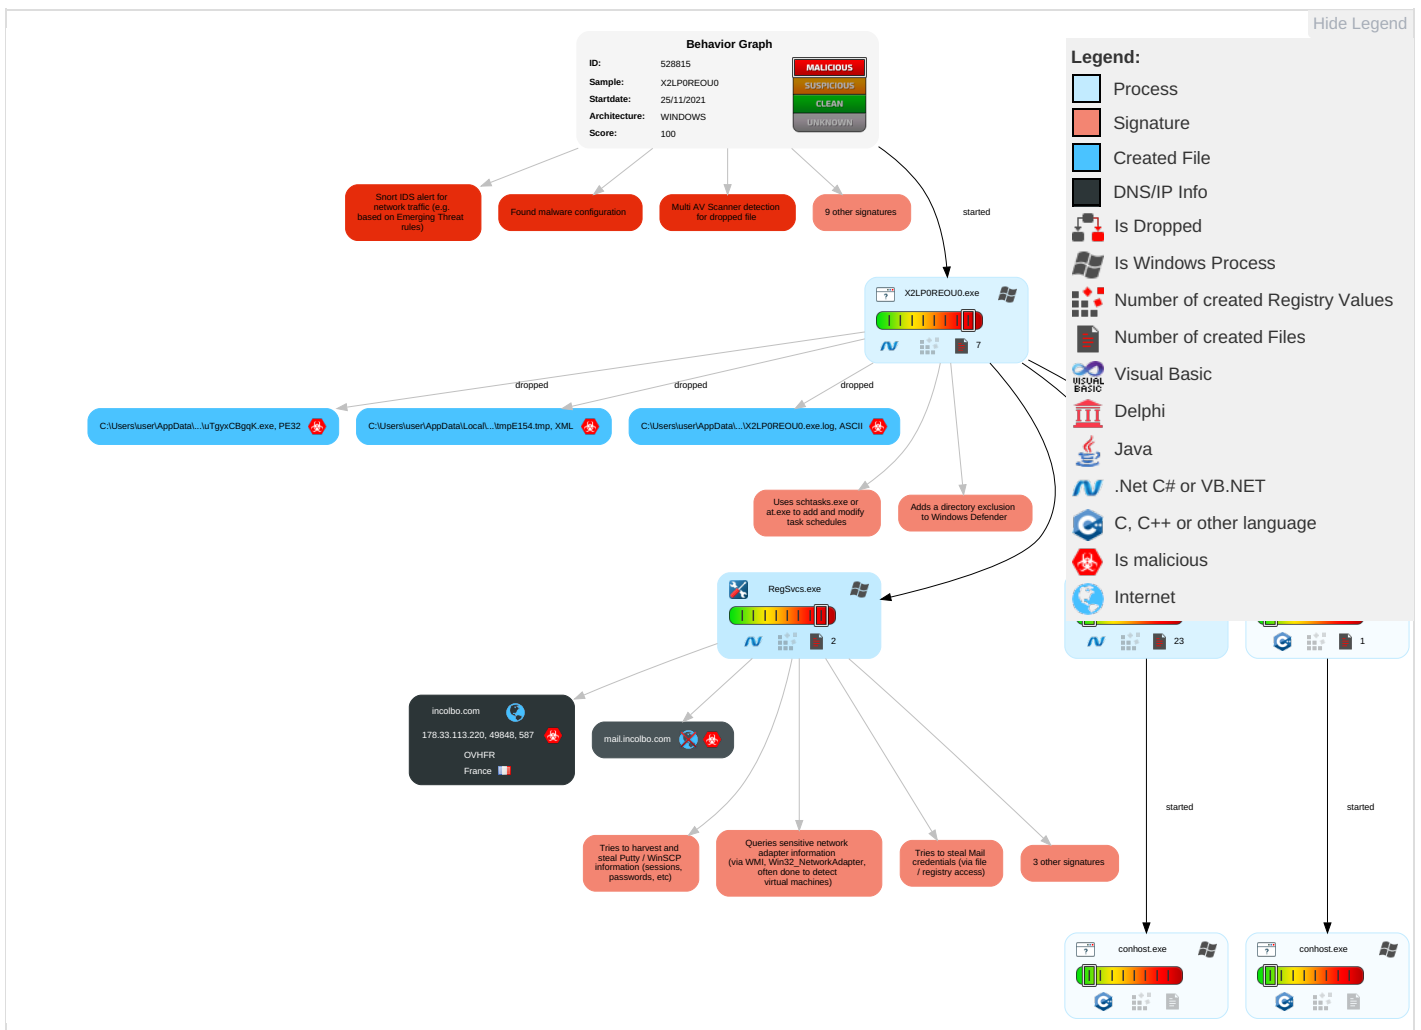 Hide Legend
Behavior Graph
ID: 528815
Sample: X2LP0REOU0
Startdate: 25/11/2021
Architecture: WINDOWS
Score: 100
MALICIOUS
SUSPICIOUS
CLEAN
UNKNOWN
Legend:
Process
Signature
Created File
DNS/IP Info
Is Dropped
Is Windows Process
Number of created Registry Values
Number of created Files
VISUAL
BASIC
Visual Basic
Delphi
Java
.Net C# or VB.NET
C, C++ or other language
Is malicious
Internet
Snort IDS alert for
network traffic (e.g.
based on Emerging Threat
rules)
Found malware configuration
Multi AV Scanner detection
for dropped file
9 other signatures
started
X2LP0REOU0.exe
7
dropped
dropped
dropped
C:\Users\user\AppData\...\uTgyxCBgqK.exe, PE32
C:\Users\user\AppData\Local\...\tmpE154.tmp, XML
C:\Users\user\AppData\...\X2LP0REOU0.exe.log, ASCII
Uses schtasks.exe or
at.exe to add and modify
task schedules
Adds a directory exclusion
to Windows Defender
RegSvcs.exe
2
23
1
incolbo.com
178.33.113.220, 49848, 587
OVHFR
France
mail.incolbo.com
started
started
Tries to harvest and
steal Putty / WinSCP
information (sessions,
passwords, etc)
Queries sensitive network
adapter information
(via WMI, Win32_NetworkAdapter,
often done to detect
virtual machines)
Tries to steal Mail
credentials (via file
/ registry access)
3 other signatures
conhost.exe
conhost.exe